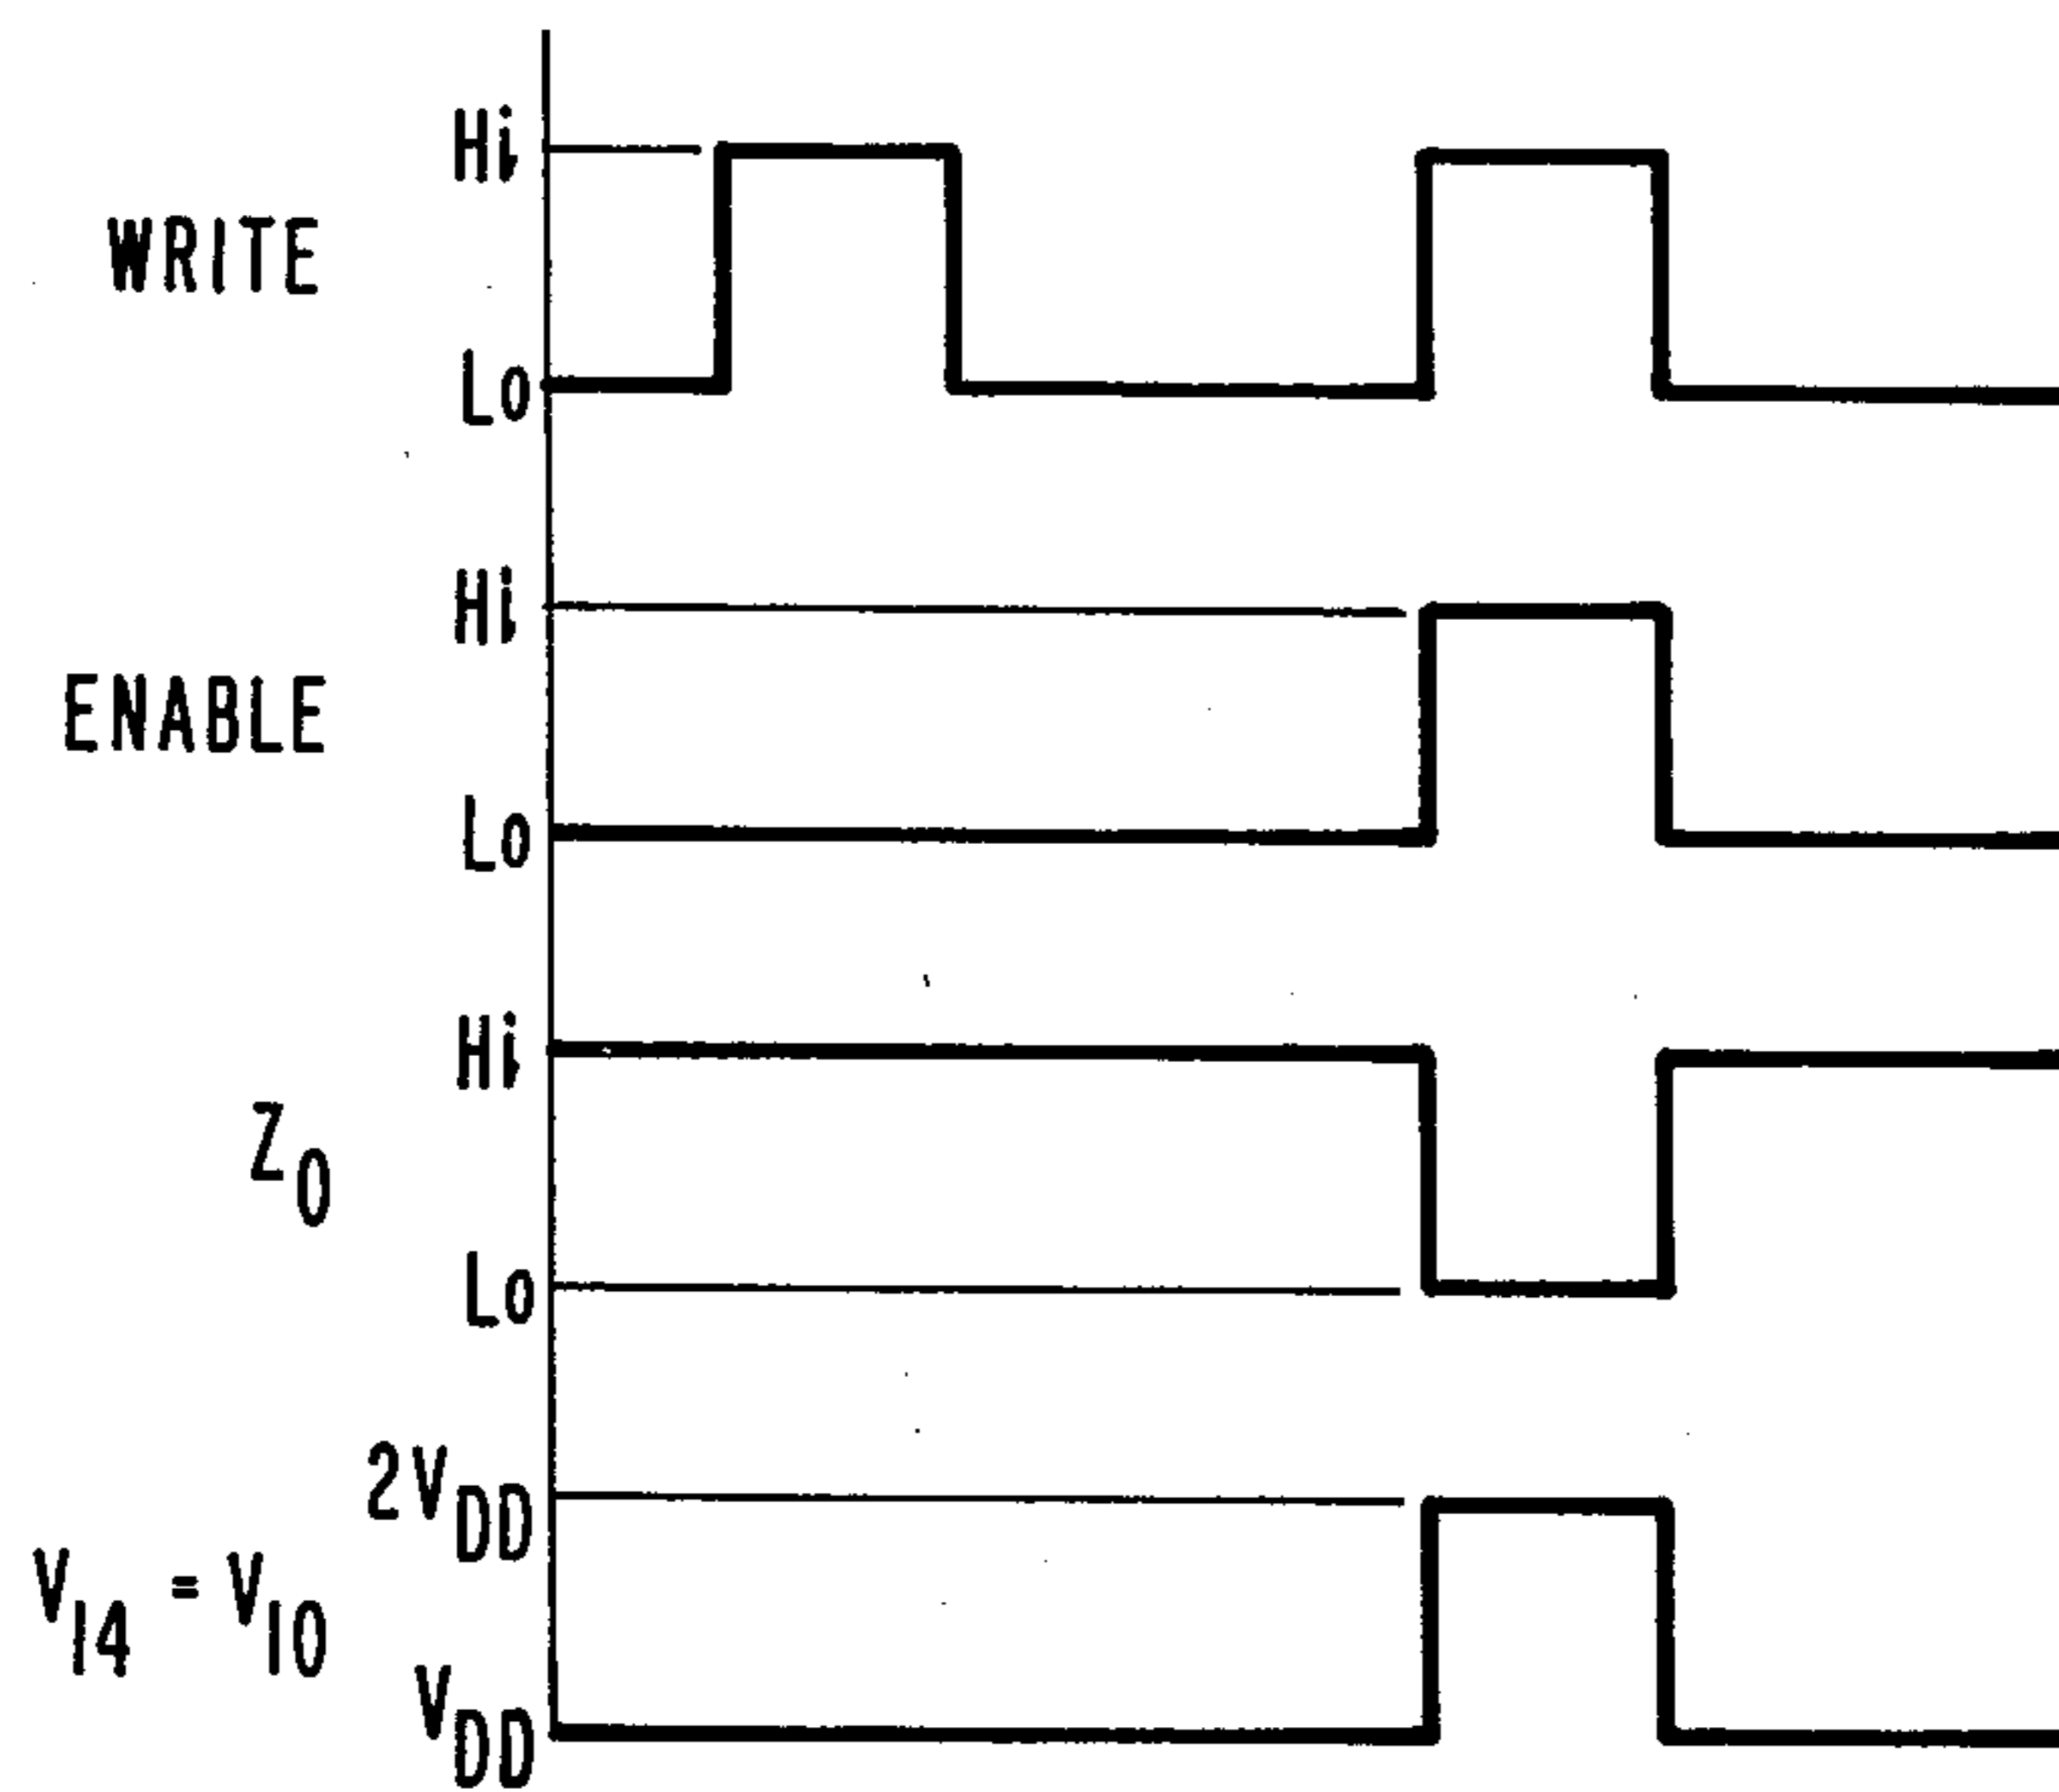 Hi
WRITE
Lo
Hi
ENABLE
Lo
Hi
Z0
Lo
2VDD
V14 = V10
VDD